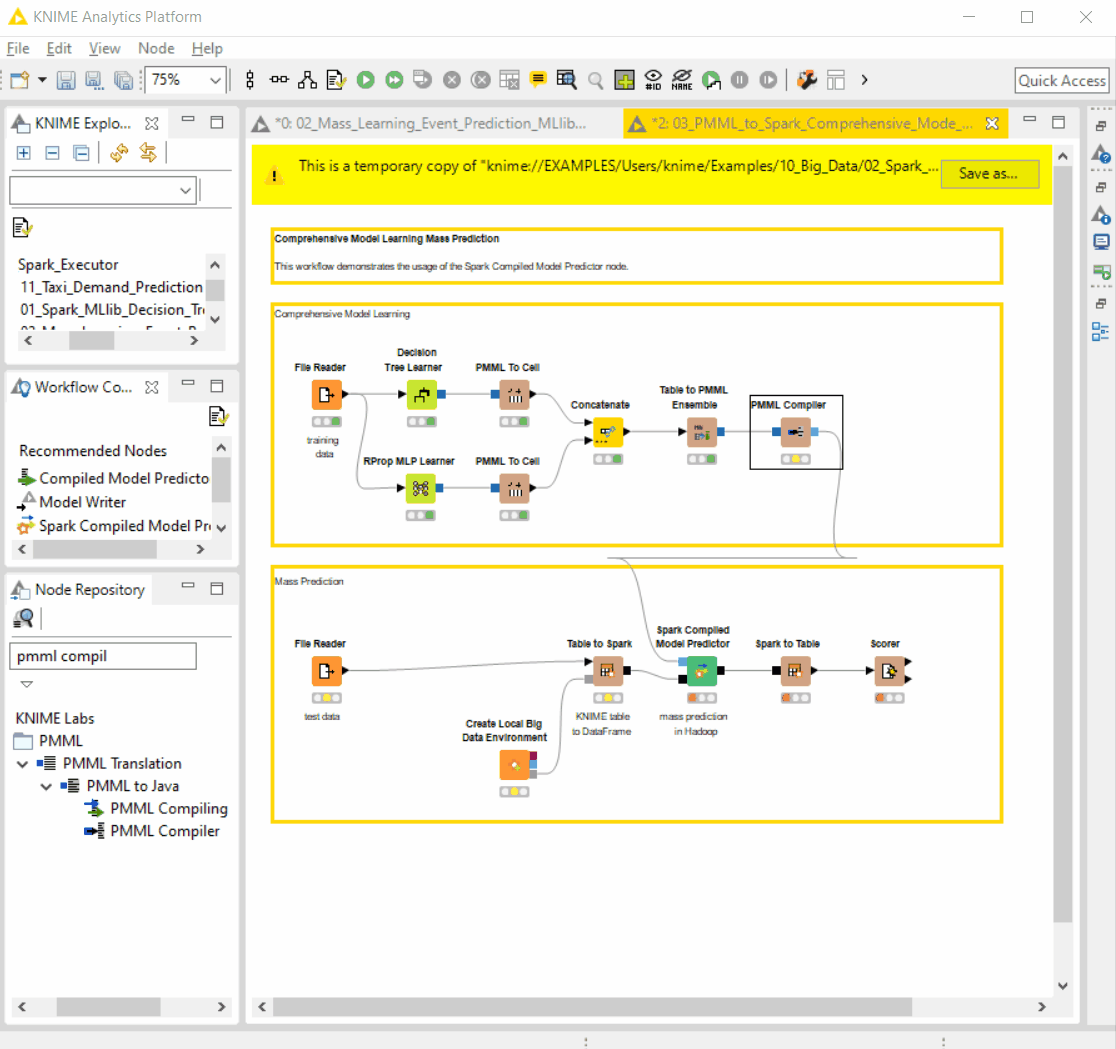 KNIME Analytics Platform
File Edit View Node Help
75%
#ID
NAME
Quick Access
KNIME Explo...
*0: 02_Mass_Learning_Event_Prediction_MLlib...
*2: 03_PMML_to_Spark_Comprehensive_Mode_...
This is a temporary copy of "knime://EXAMPLES/Users/knime/Examples/10_Big_Data/02_Spark_...
Save as...
Spark_Executor
11_Taxi_Demand_Prediction
01_Spark_MLlib_Decision_Tre
Workflow Co...
Recommended Nodes
Compiled Model Predicto
Model Writer
Spark Compiled Model Pre
Node Repository
pmml compil
KNIME Labs
PMML
PMML Translation
PMML to Java
PMML Compiling
PMML Compiler
Comprehensive Model Learning Mass Prediction
This workflow demonstrates the usage of the Spark Compiled Model Predictor node.
Comprehensive Model Learning
File Reader
training
data
Decision
Tree Learner
PMML To Cell
RProp MLP Learner
PMML To Cell
Concatenate
Table to PMML
Ensemble
PMML Compiler
Mass Prediction
File Reader
test data
Create Local Big
Data Environment
Table to Spark
KNIME table
to DataFrame
Spark Compiled
Model Predictor
mass prediction
in Hadoop
Spark to Table
Scorer